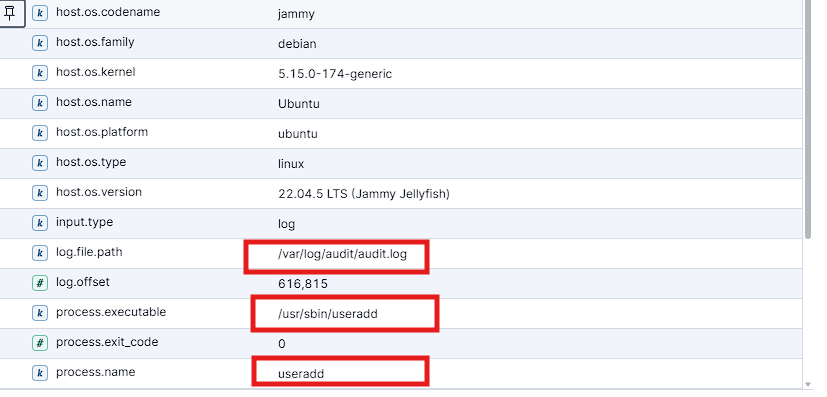 k host.os.codename jammy
k host.os.family debian
k host.os.kernel 5.15.0-174-generic
k host.os.name Ubuntu
k host.os.platform ubuntu
k host.os.type linux
k host.os.version 22.04.5 LTS (Jammy Jellyfish)
k input.type log
k log.file.path /var/log/audit/audit.log
# log.offset 616,815
k process.executable /usr/sbin/useradd
# process.exit_code 0
k process.name useradd